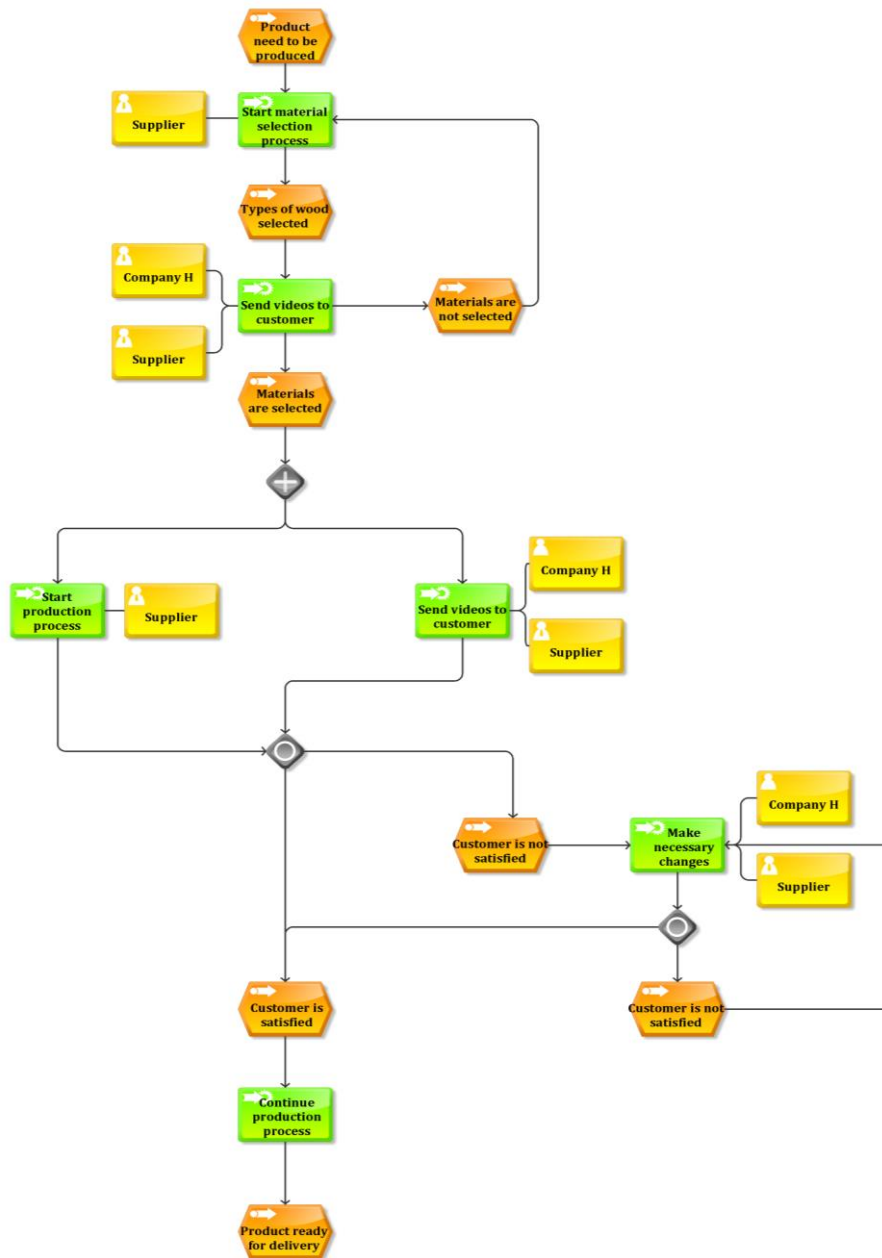 Product
need to be
produced
Supplier
Start material
selection
process
Types of wood
selected
Company H
Send videos to
customer
Materials are
not selected
Supplier
Materials
are selected
Start
production
process
Supplier
Send videos to
customer
Company H
Supplier
Company H
Customer is not
satisfied
Make
necessary
changes
Supplier
Customer is
satisfied
Customer is not
satisfied
Continue
production
process
Product ready
for delivery